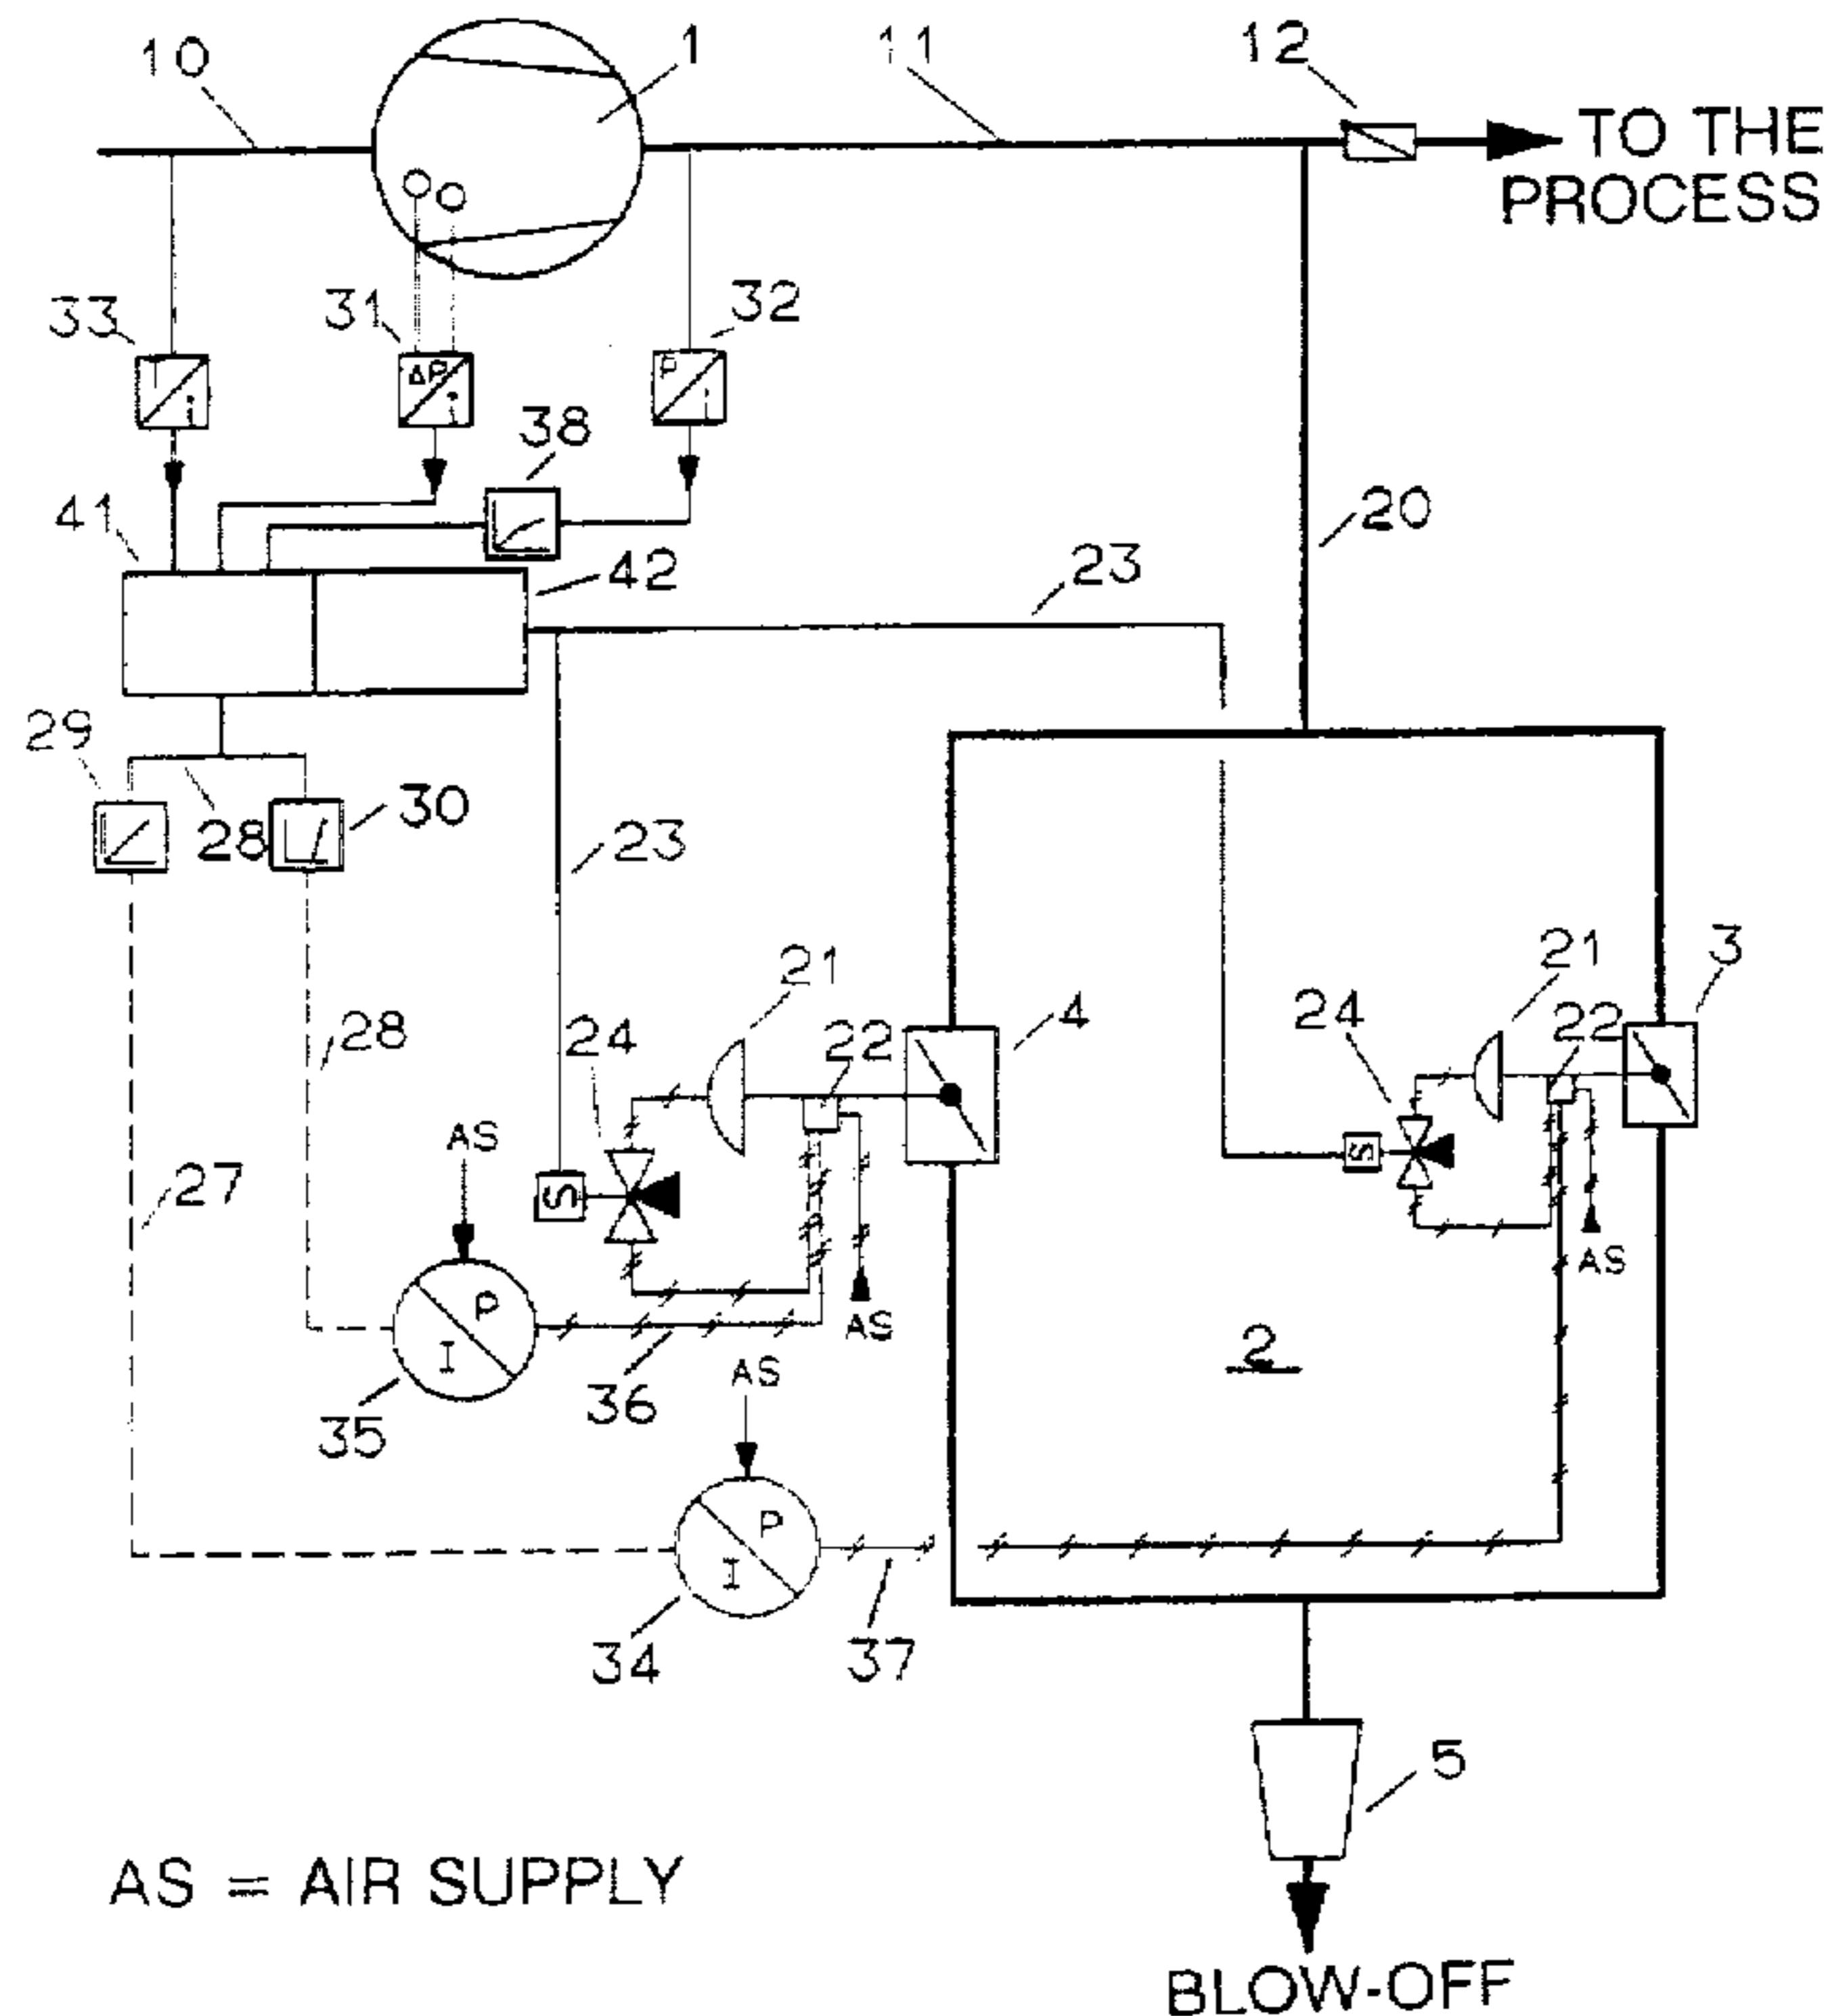 10
1
11
12
TO THE
PROCESS
33
31
32
T
i
ΔP
i
P
i
38
41
42
23
20
29
28
30
23
21
21
3
24
22
4
24
22
28
AS
S
S
27
AS
P
I
AS
2
36
35
AS
P
I
34
37
5
AS = AIR SUPPLY
BLOW-OFF